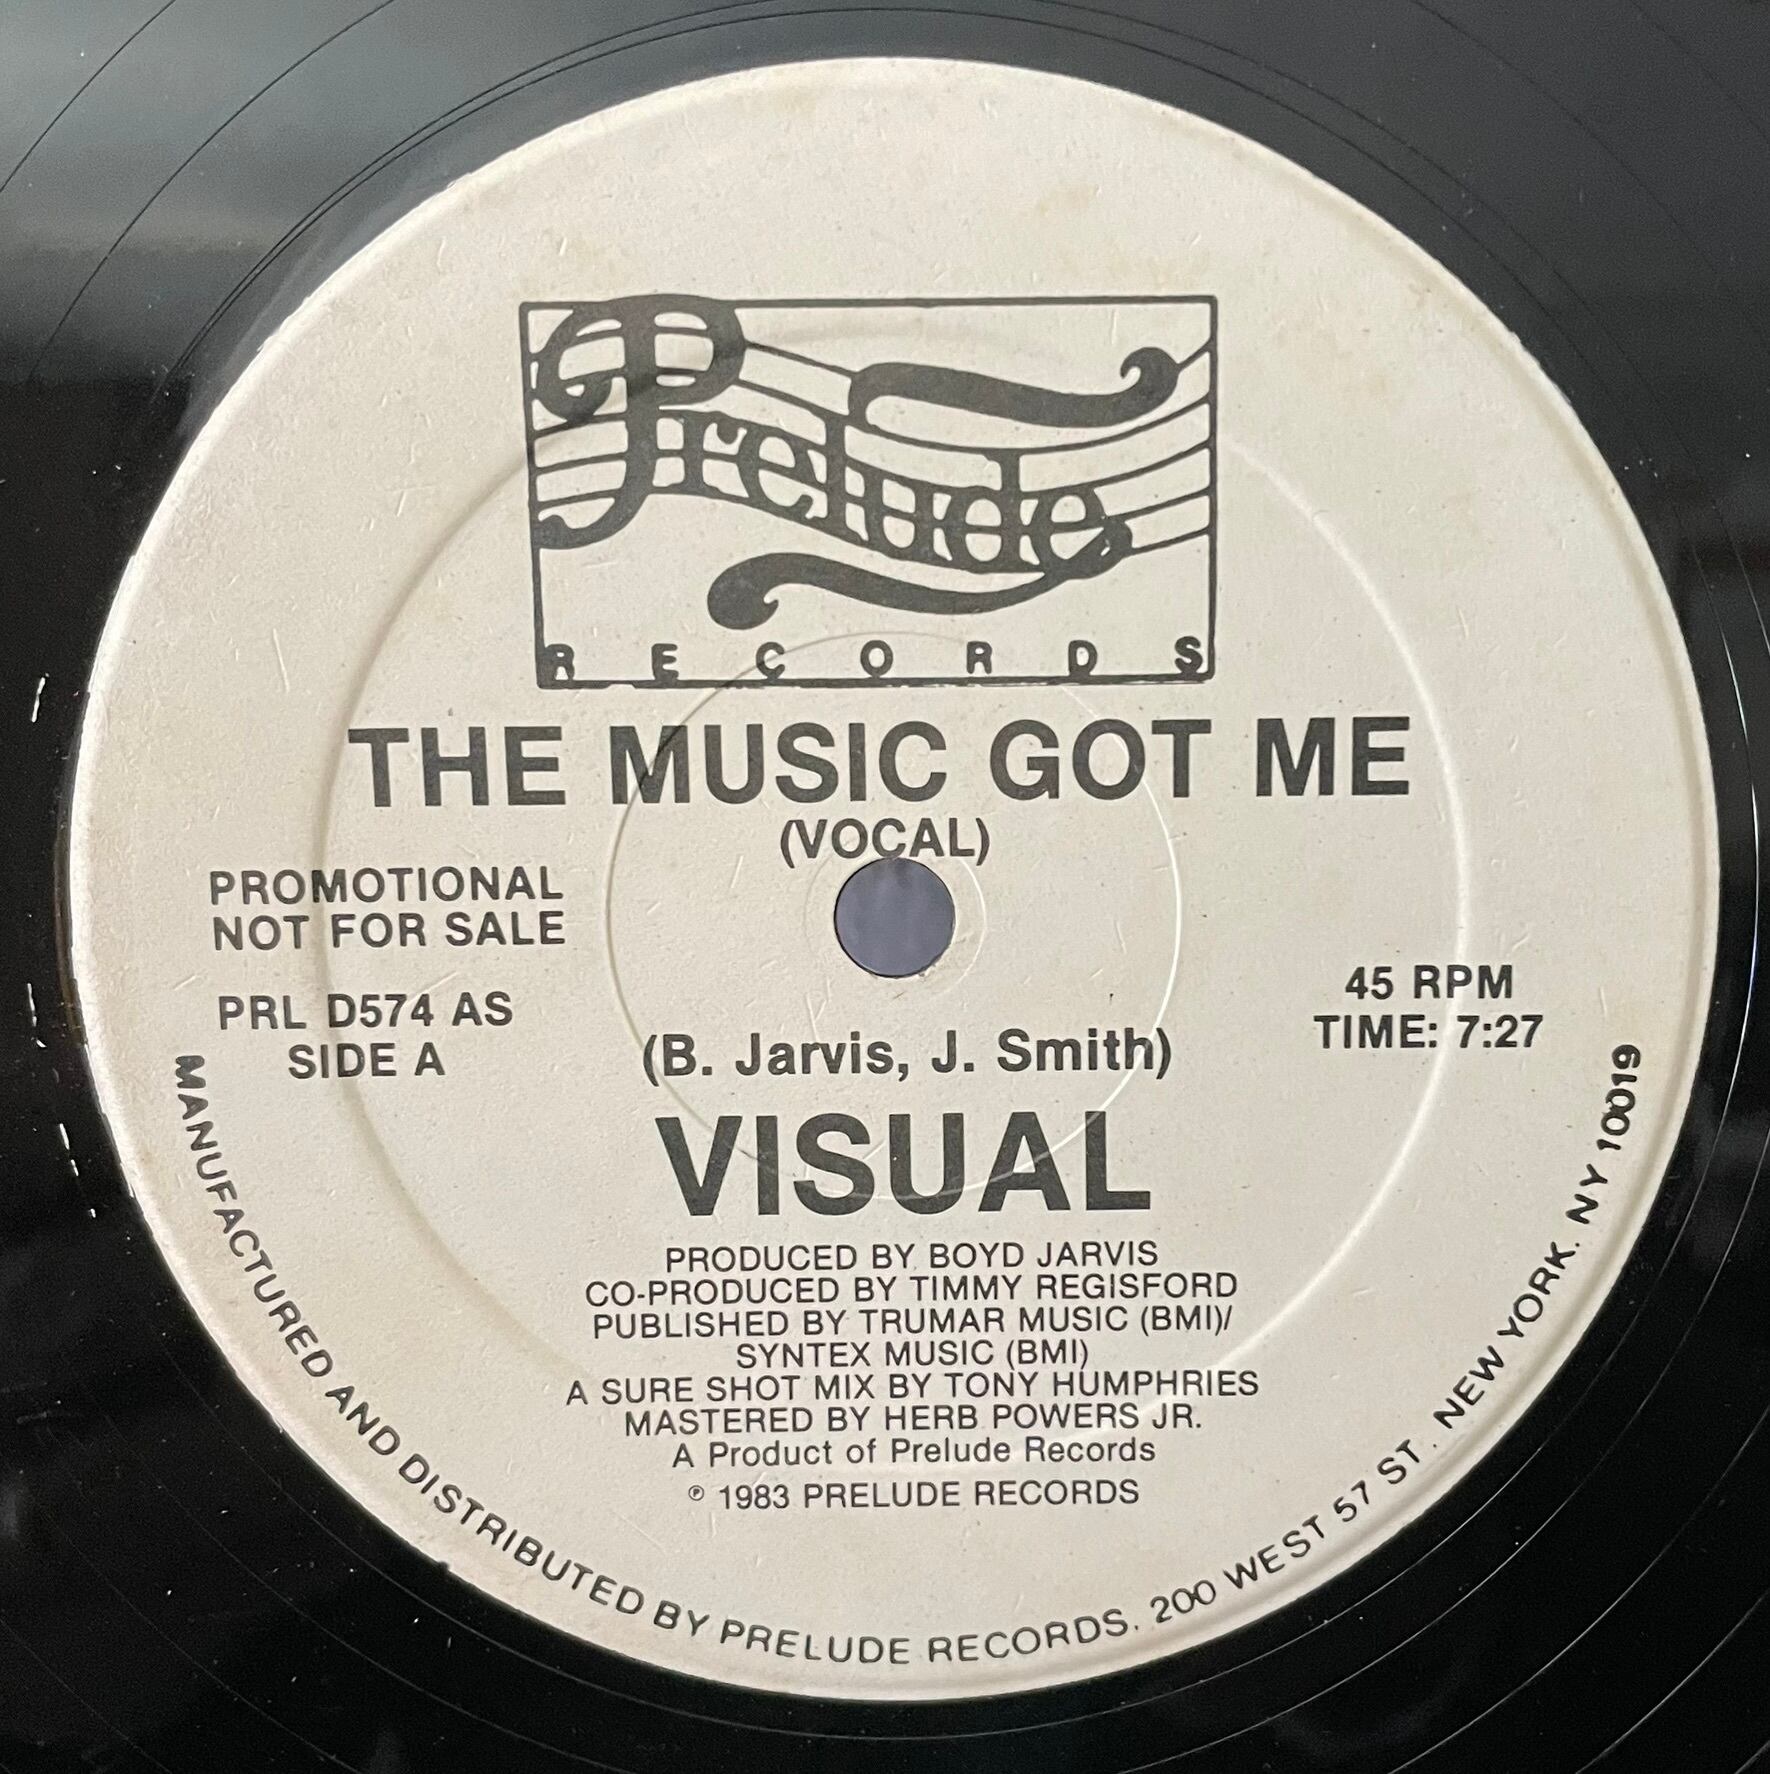 Prelude
RECORDS
THE MUSIC GOT ME
(VOCAL)
PROMOTIONAL
NOT FOR SALE
PRL D574 AS
SIDE A
45 RPM
TIME: 7:27
(B. Jarvis, J. Smith)
VISUAL
PRODUCED BY BOYD JARVIS
CO-PRODUCED BY TIMMY REGISFORD
PUBLISHED BY TRUMAR MUSIC (BMI)/
SYNTEX MUSIC (BMI)
A SURE SHOT MIX BY TONY HUMPHRIES
MASTERED BY HERB POWERS JR.
A Product of Prelude Records
℗ 1983 PRELUDE RECORDS
MANUFACTURED AND DISTRIBUTED BY PRELUDE RECORDS, 200 WEST 57 ST. NEW YORK, NY 10019